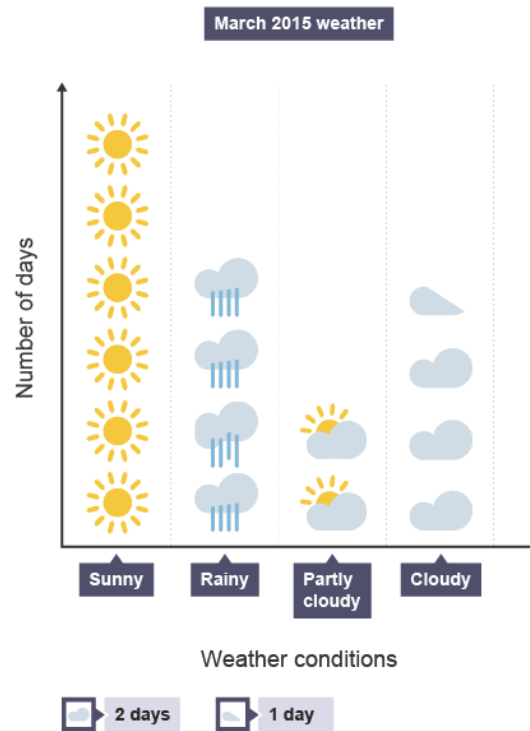 March 2015 weather
Number of days
Sunny
Rainy
Partly
cloudy
Cloudy
Weather conditions
2 days
1 day